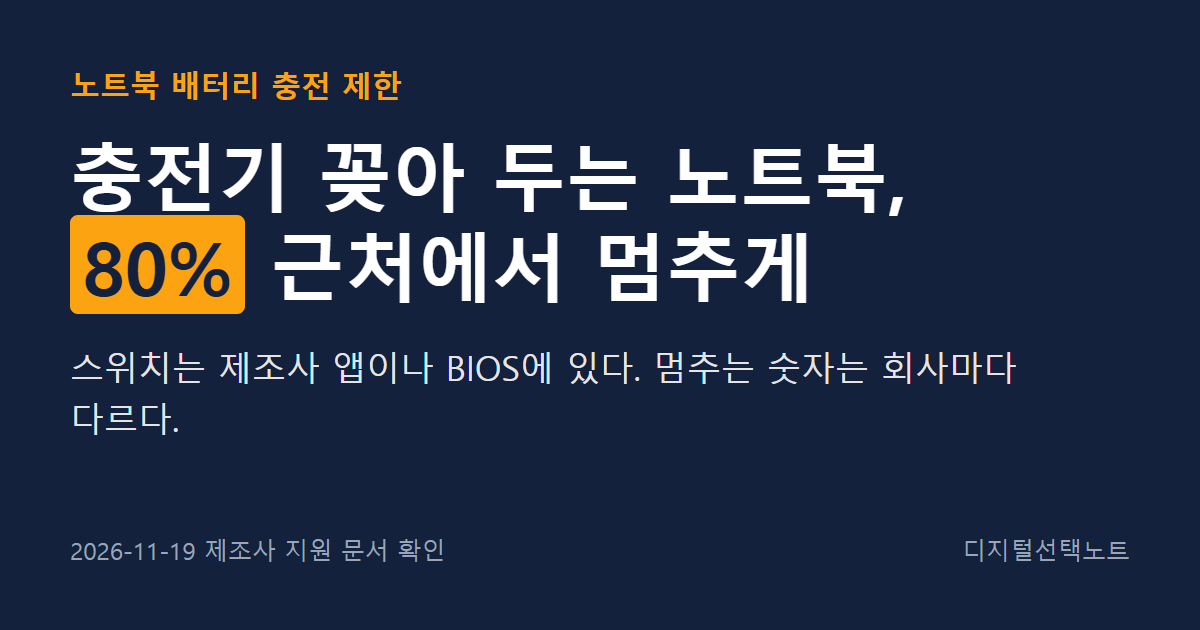 노트북 배터리 충전 제한
충전기 꽂아 두는 노트북,
80% 근처에서 멈추게
스위치는 제조사 앱이나 BIOS에 있다. 멈추는 숫자는 회사마다
다르다.
2026-11-19 제조사 지원 문서 확인
디지털선택노트